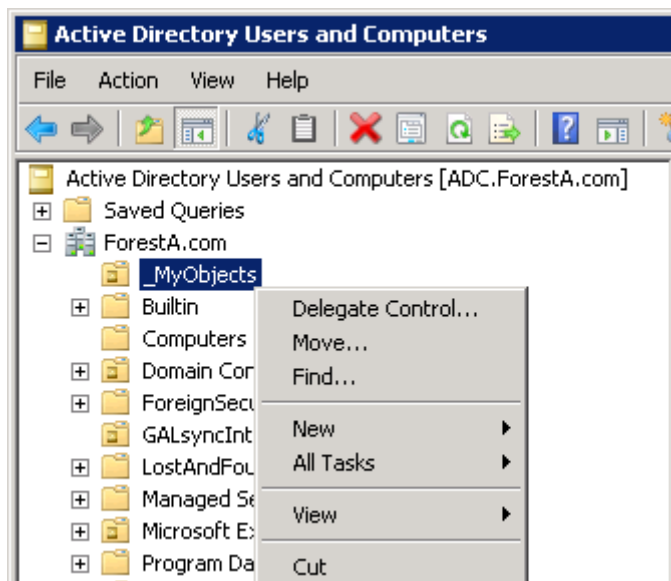 Active Directory Users and Computers
File Action View Help
Active Directory Users and Computers [ADC.ForestA.com]
Saved Queries
ForestA.com
_MyObjects
Builtin
Delegate Control...
Computers
Move...
Domain Con
Find...
ForeignSecu
GALsyncInt
New
LostAndFou
All Tasks
Managed Se
View
Microsoft Ex
Program Da
Cut